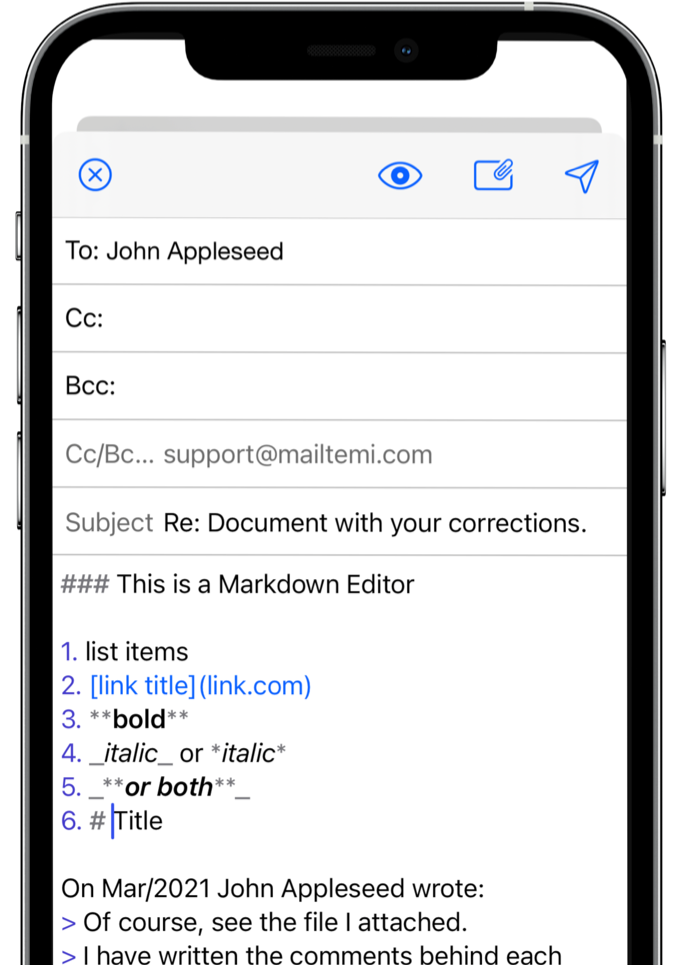 To: John Appleseed
Cc:
Bcc:
Cc/Bc... support@mailtemi.com
Subject Re: Document with your corrections.
### This is a Markdown Editor
1. list items
2. [link title](link.com)
3. **bold**
4. _italic_ or *italic*
5. _**or both**_
6. # Title
On Mar/2021 John Appleseed wrote:
> Of course, see the file I attached.
> I have written the comments behind each